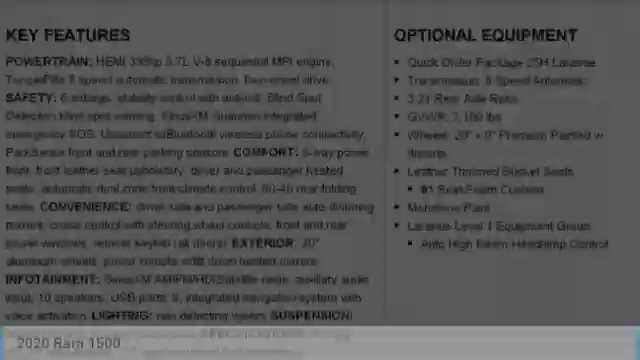 KEY FEATURES
POWERTRAIN: HEMI 395hp 5.7L V-8 sequential MPI engine,
TorqueFlite 8 speed automatic transmission, four-wheel drive
SAFETY: 6 airbags, stability control with anti-roll, Blind Spot
Detection blind spot warning, SiriusXM Guardian integrated
emergency SOS, Uconnect w/Bluetooth wireless phone connectivity,
ParkSense front and rear parking sensors COMFORT: 8-way power
front, front leather seat upholstery, driver and passenger heated
seats, automatic dual zone front climate control, 60-40 rear folding
seats CONVENIENCE: driver side and passenger side auto dimming
mirrors, cruise control with steering wheel controls, front and rear
power windows, remote keyless (all doors) EXTERIOR: 20"
aluminum wheels, power remote
INFOTAINMENT: SiriusXM AM/FM/HD/Satellite radio, auxiliary audio
input, 10 speakers, USB ports: 5, integrated navigation system with
voice activation LIGHTING: rain detecting wipers SUSPENSION:
OPTIONAL EQUIPMENT
Quick Order Package 25H Laramie
Transmission: 8 Speed Automatic
3.21 Rear Axle Ratio
GVWR: 7,100 lbs
Wheels: 20" x 9" Premium Painted w
Inserts
Leather Trimmed Bucket Seats
#1 Seat Foam Cushion
Monotone Paint
Laramie Level 1 Equipment Group
Auto High Beam Headlamp Control
2020 Ram 1500